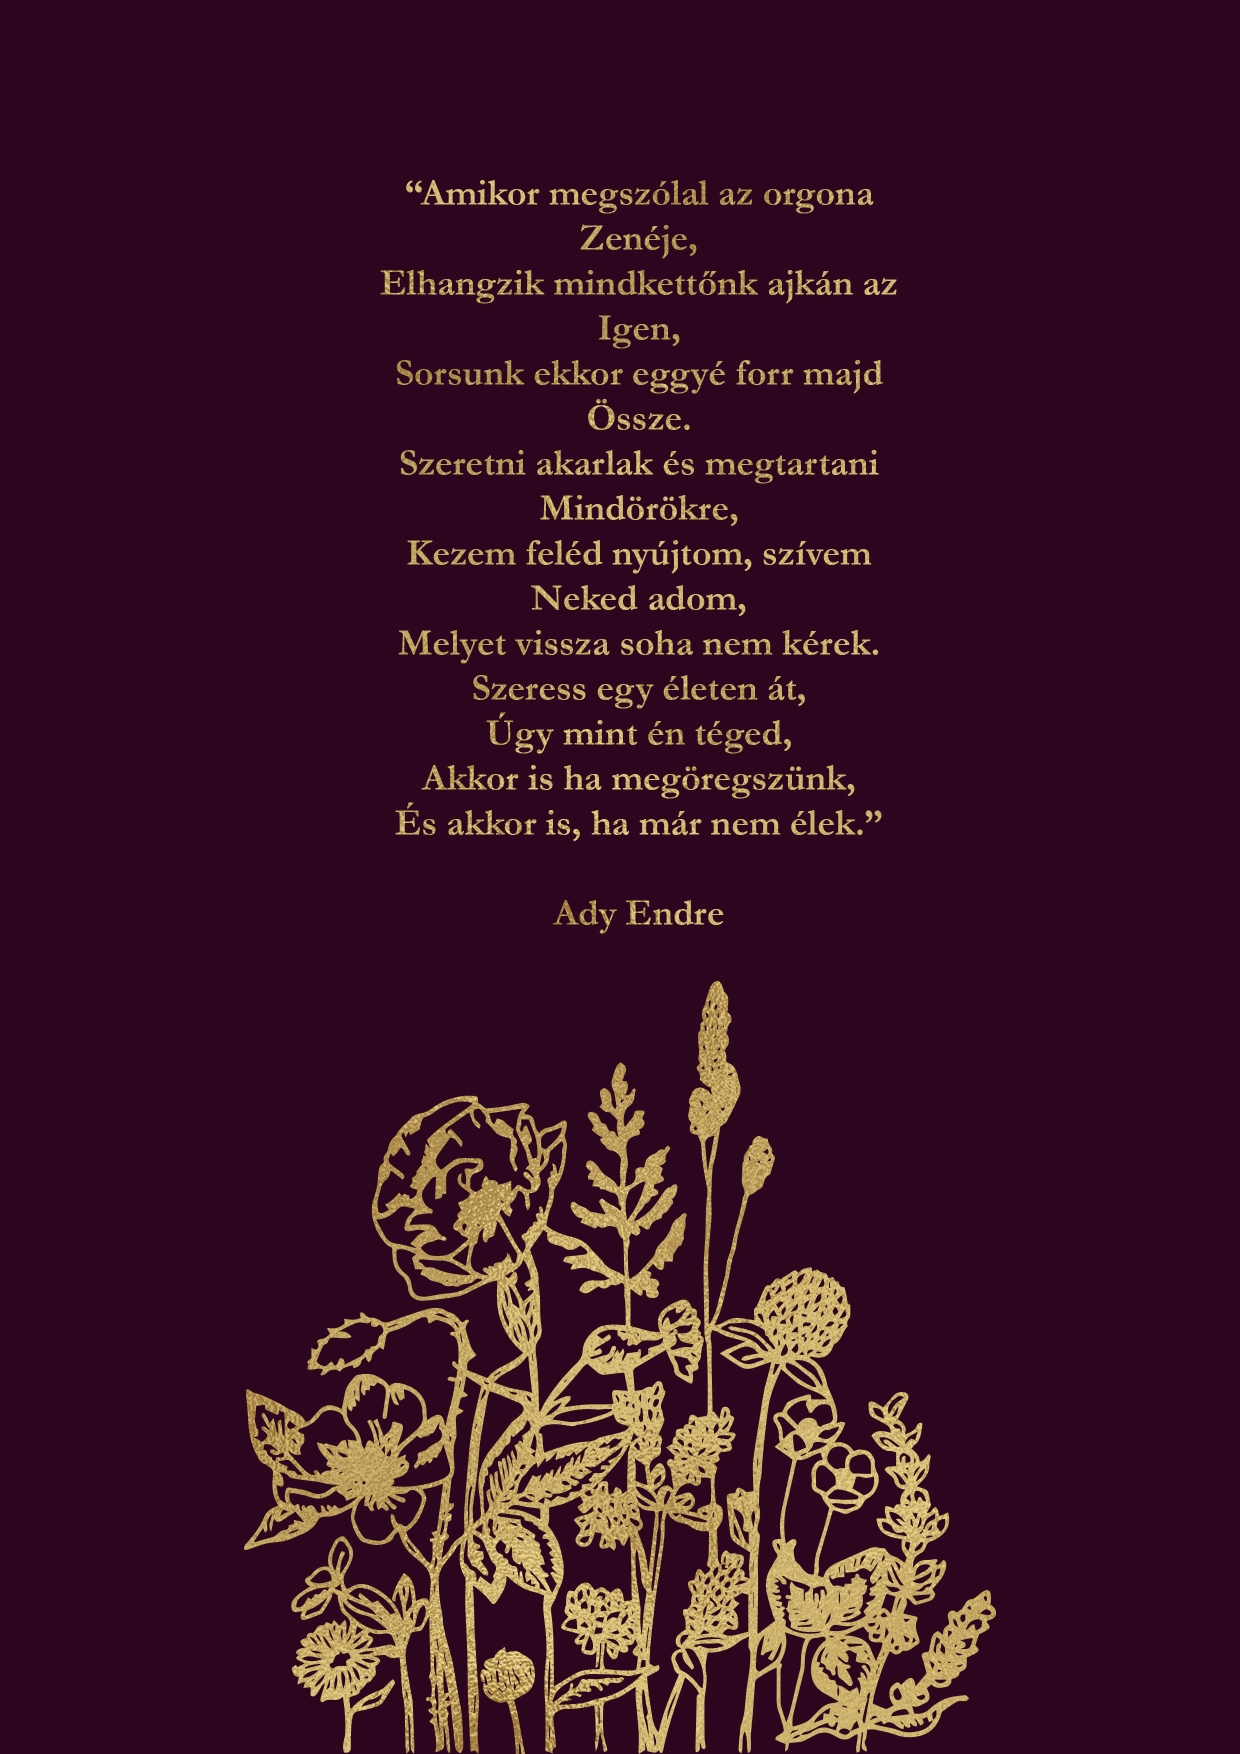 “Amikor megszólal az orgona
Zenéje,
Elhangzik mindkettőnk ajkán az
Igen,
Sorsunk ekkor eggyé forr majd
Össze.
Szeretni akarlak és megtartani
Mindörökre,
Kezem feléd nyújtom, szívem
Neked adom,
Melyet vissza soha nem kérek.
Szeress egy életen át,
Úgy mint én téged,
Akkor is ha megöregszünk,
És akkor is, ha már nem élek.”
Ady Endre